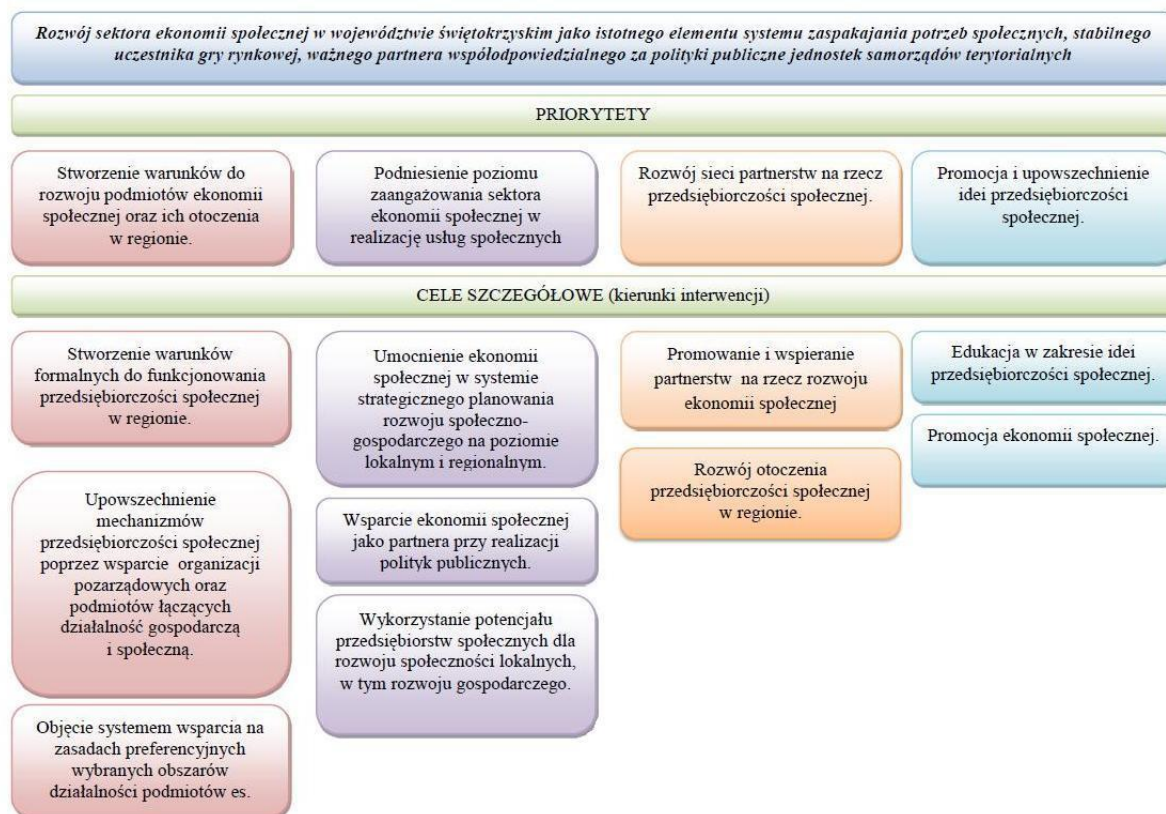 Rozwój sektora ekonomii społecznej w województwie świętokrzyskim jako istotnego elementu systemu zaspakajania potrzeb społecznych, stabilnego
uczestnika gry rynkowej, ważnego partnera współodpowiedzialnego za polityki publiczne jednostek samorządów terytorialnych
PRIORYTETY
Stworzenie warunków do
rozwoju podmiotów ekonomii
społecznej oraz ich otoczenia
w regionie.
Podniesienie poziomu
zaangażowania sektora
ekonomii społecznej w
realizację usług społecznych
Rozwój sieci partnerstw na rzecz
przedsiębiorczości społecznej.
Promocja i upowszechnienie
idei przedsiębiorczości
społecznej.
CELE SZCZEGÓŁOWE (kierunki interwencji)
Stworzenie warunków
formalnych do funkcjonowania
przedsiębiorczości społecznej
w regionie.
Upowszechnienie
mechanizmów
przedsiębiorczości społecznej
poprzez wsparcie organizacji
pozarządowych oraz
podmiotów łączących
działalność gospodarczą
i społeczną.
Objęcie systemem wsparcia na
zasadach preferencyjnych
wybranych obszarów
działalności podmiotów es.
Umocnienie ekonomii
społecznej w systemie
strategicznego planowania
rozwoju społeczno-
gospodarczego na poziomie
lokalnym i regionalnym.
Wsparcie ekonomii społecznej
jako partnera przy realizacji
polityk publicznych.
Wykorzystanie potencjału
przedsiębiorstw społecznych dla
rozwoju społeczności lokalnych,
w tym rozwoju gospodarczego.
Promowanie i wspieranie
partnerstw na rzecz rozwoju
ekonomii społecznej
Rozwój otoczenia
przedsiębiorczości społecznej
w regionie.
Edukacja w zakresie idei
przedsiębiorczości społecznej.
Promocja ekonomii społecznej.